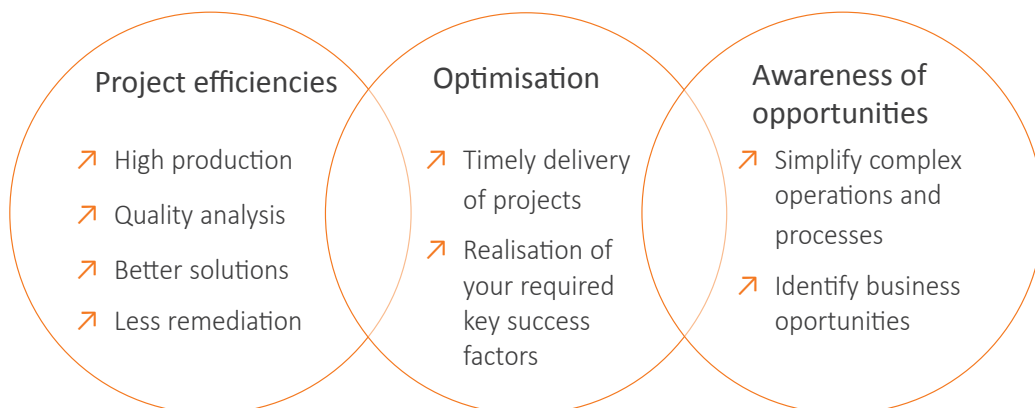 Project efficiencies
High production
Quality analysis
Better solutions
Less remediation
Optimisation
Timely delivery
of projects
Realisation of
your required
key success
factors
Awareness of
opportunities
Simplify complex
operations and
processes
Identify business
oportunities